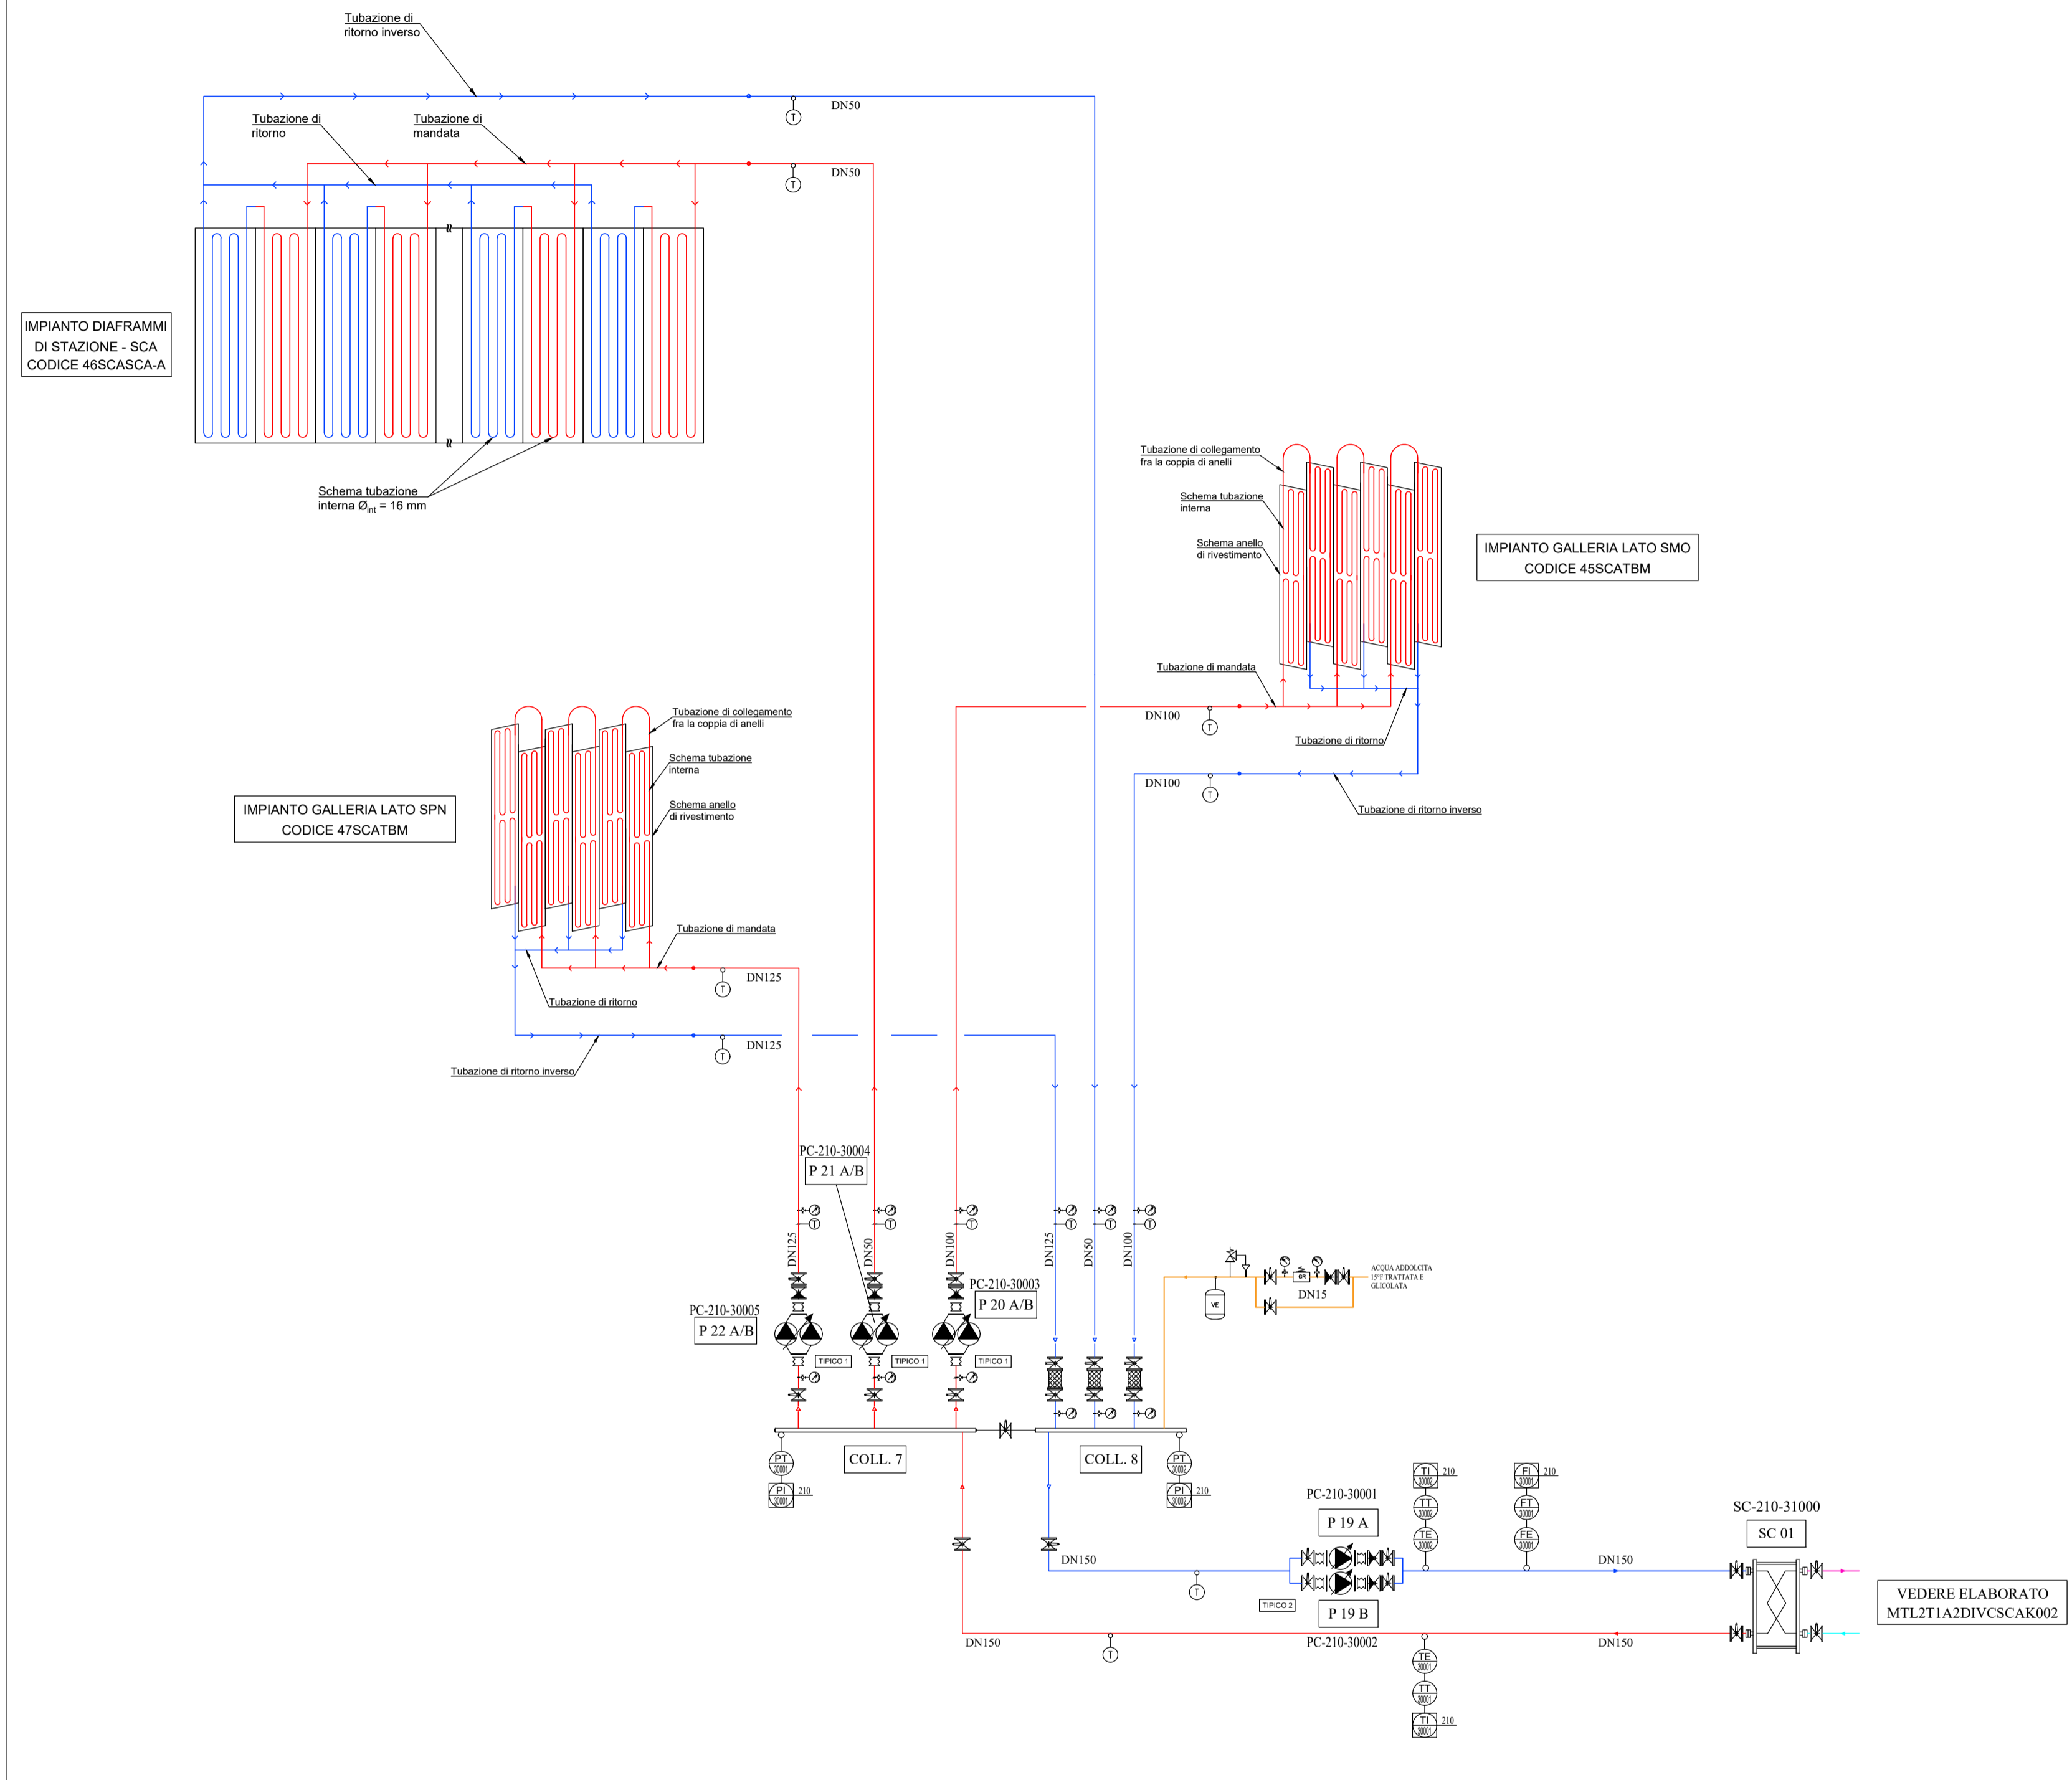 Tubazione di
ritorno inverso
DN50
Tubazione di
ritorno
Tubazione di
mandata
T
DN50
T
IMPIANTO DIAFRAMMI
DI STAZIONE - SCA
CODICE 46SCASCA-A
Schema tubazione
interna Øint = 16 mm
Tubazione di collegamento
fra la coppia di anelli
Schema tubazione
interna
Schema anello
di rivestimento
IMPIANTO GALLERIA LATO SMO
CODICE 45SCATBM
Tubazione di mandata
DN100
T
Tubazione di ritorno
DN100
T
Tubazione di ritorno inverso
Tubazione di collegamento
fra la coppia di anelli
Schema tubazione
interna
Schema anello
di rivestimento
IMPIANTO GALLERIA LATO SPN
CODICE 47SCATBM
Tubazione di mandata
DN125
T
Tubazione di ritorno
DN125
T
Tubazione di ritorno inverso
PC-210-30004
P 21 A/B
T
T
T
T
T
T
DN125
DN50
DN100
DN125
DN50
DN100
PC-210-30003
P 20 A/B
PC-210-30005
P 22 A/B
TIPICO 1
TIPICO 1
TIPICO 1
VE
GR
DN15
ACQUA ADDOLCITA
15°F TRATTATA E
GLICOLATA
COLL. 7
COLL. 8
PT
30001
PI
30001
210
PT
30002
PI
30002
210
PC-210-30001
P 19 A
TI
30002
210
TT
30002
TE
30002
FI
30001
210
FT
30001
FE
30001
SC-210-31000
SC 01
DN150
T
DN150
TIPICO 2
P 19 B
PC-210-30002
VEDERE ELABORATO
MTL2T1A2DIVCSCAK002
DN150
T
DN150
TE
30001
TT
30001
TI
30001
210